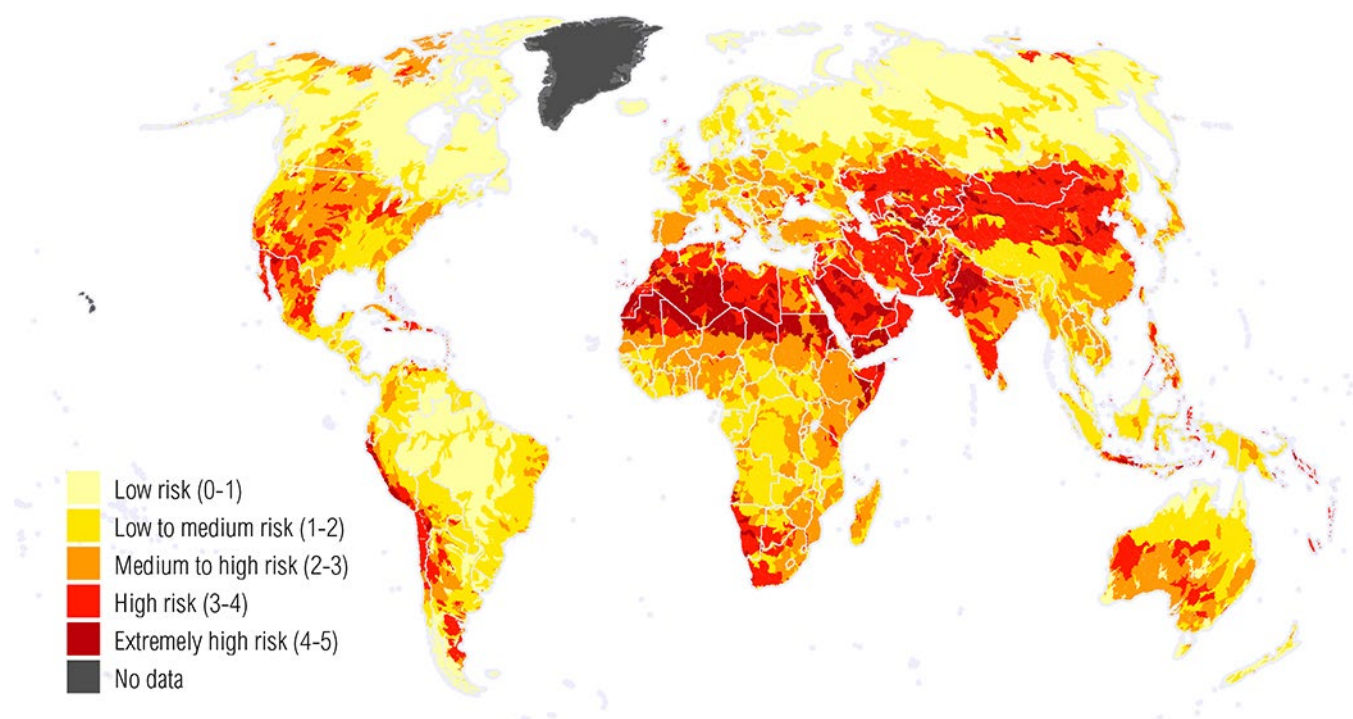 Low risk (0-1)
Low to medium risk (1-2)
Medium to high risk (2-3)
High risk (3-4)
Extremely high risk (4-5)
No data